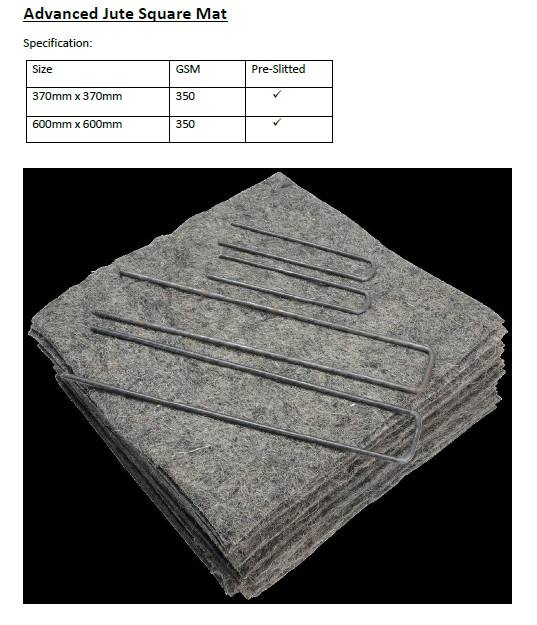 Advanced Jute Square Mat
Specification:
Size GSM Pre-Slitted
370mm x 370mm 350 ✓
600mm x 600mm 350 ✓